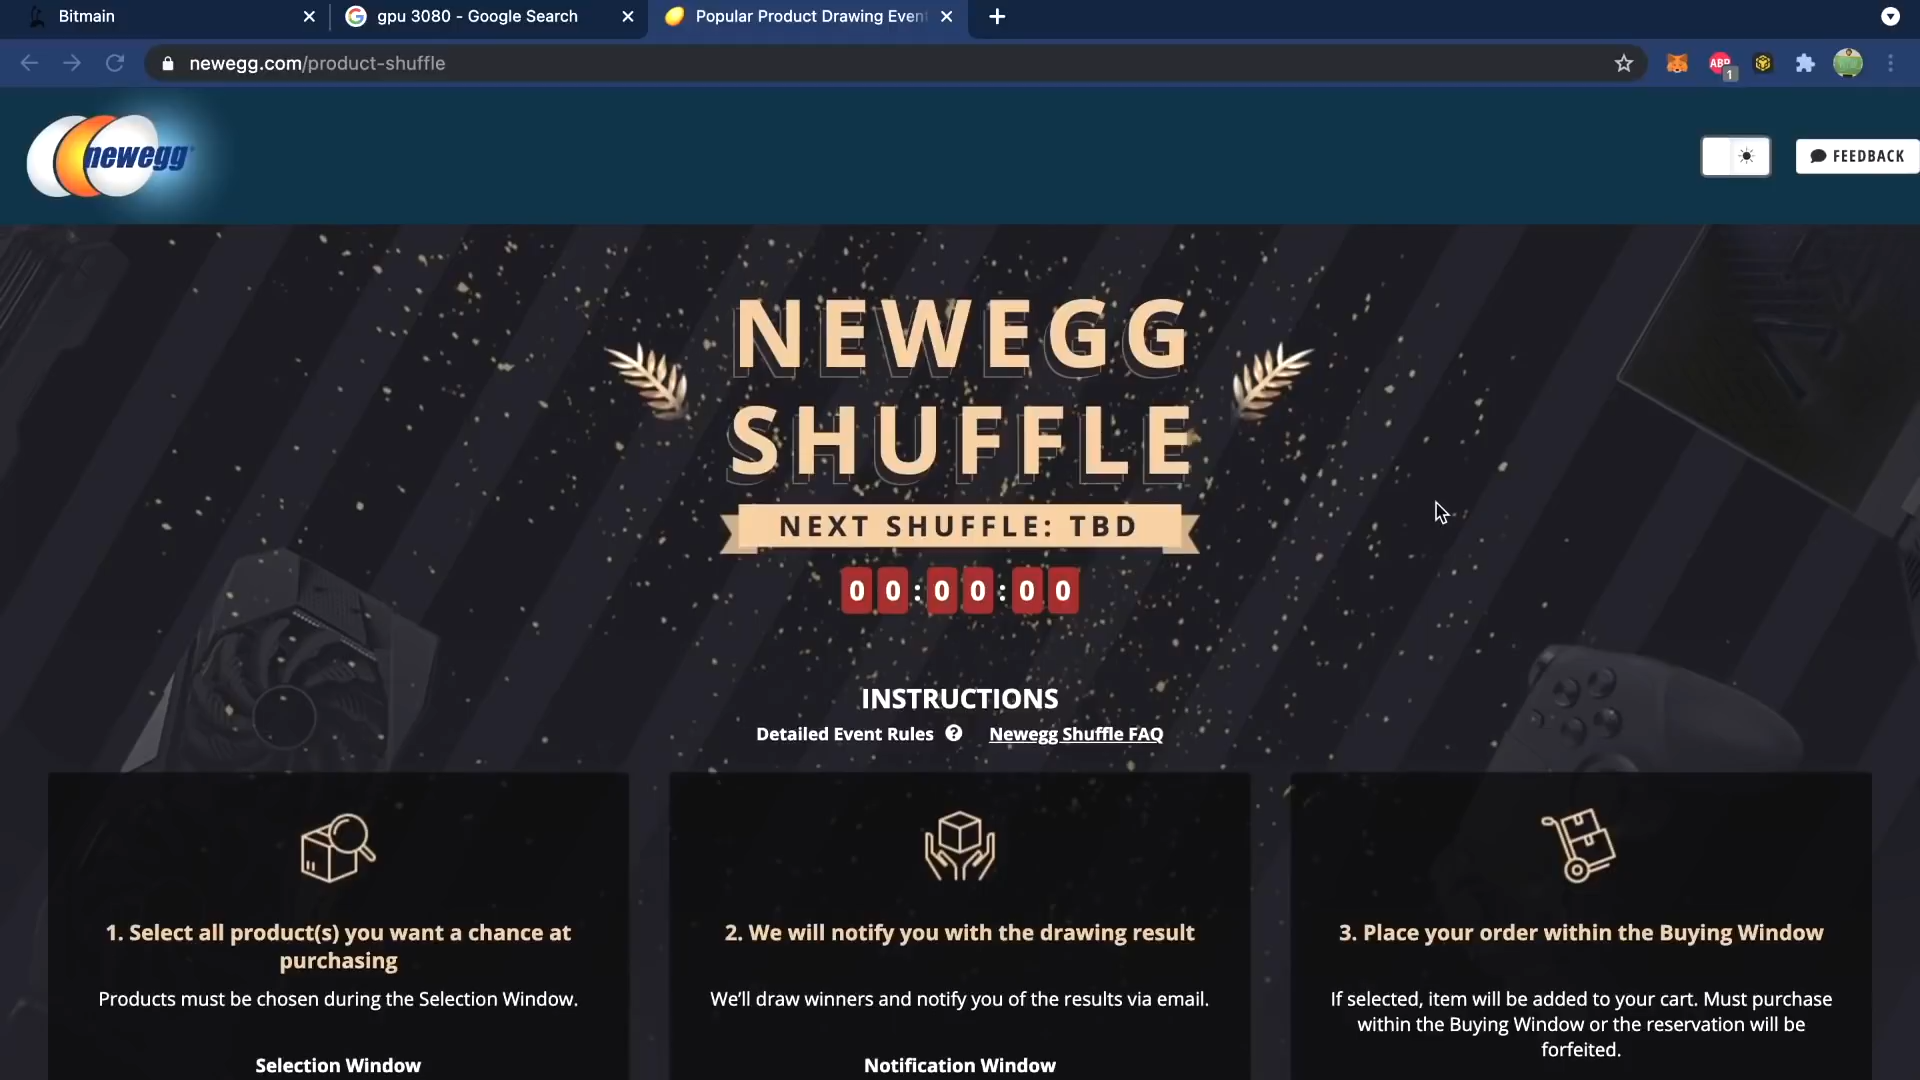 Bitmain
gpu 3080 - Google Search
Popular Product Drawing Even
newegg.com/product-shuffle
ABP
1
newegg
FEEDBACK
NEWEGG
SHUFFLE
NEXT SHUFFLE: TBD
00:00:00
INSTRUCTIONS
Detailed Event Rules ? Newegg Shuffle FAQ
1. Select all product(s) you want a chance at
purchasing
Products must be chosen during the Selection Window.
Selection Window
2. We will notify you with the drawing result
We'll draw winners and notify you of the results via email.
Notification Window
3. Place your order within the Buying Window
If selected, item will be added to your cart. Must purchase
within the Buying Window or the reservation will be
forfeited.